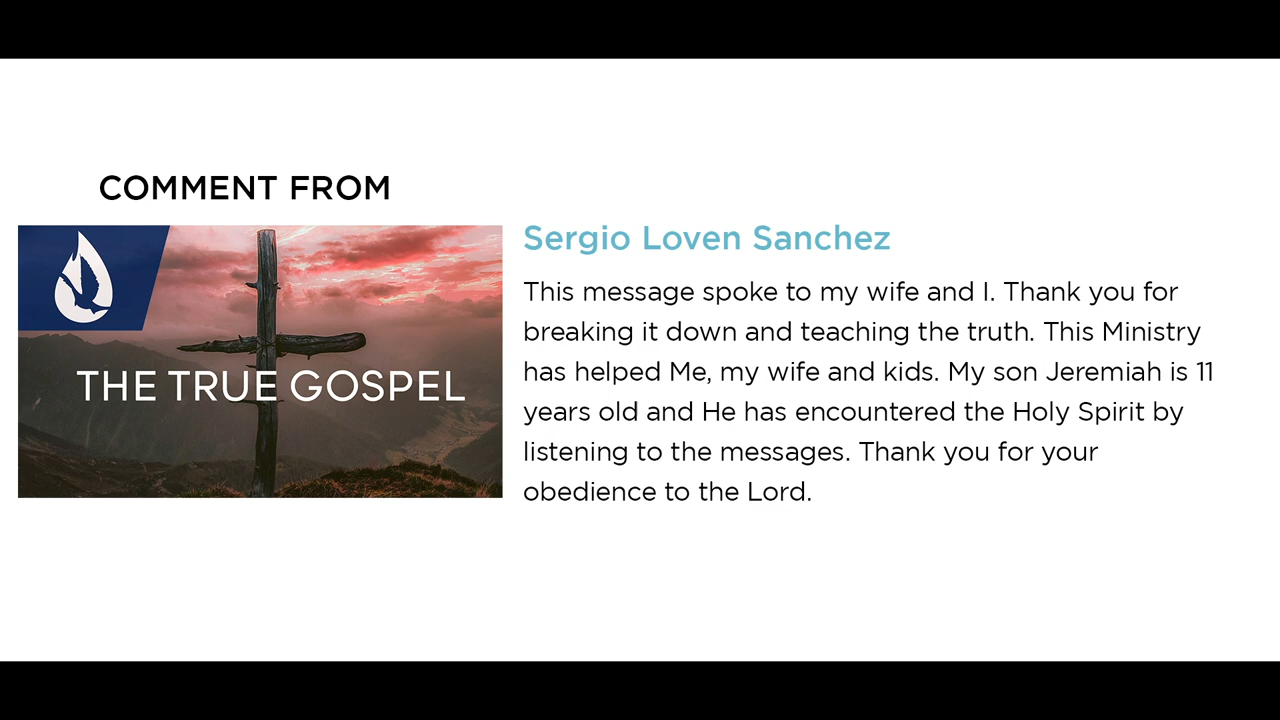 COMMENT FROM
THE TRUE GOSPEL
Sergio Loven Sanchez
This message spoke to my wife and I. Thank you for
breaking it down and teaching the truth. This Ministry
has helped Me, my wife and kids. My son Jeremiah is 11
years old and He has encountered the Holy Spirit by
listening to the messages. Thank you for your
obedience to the Lord.